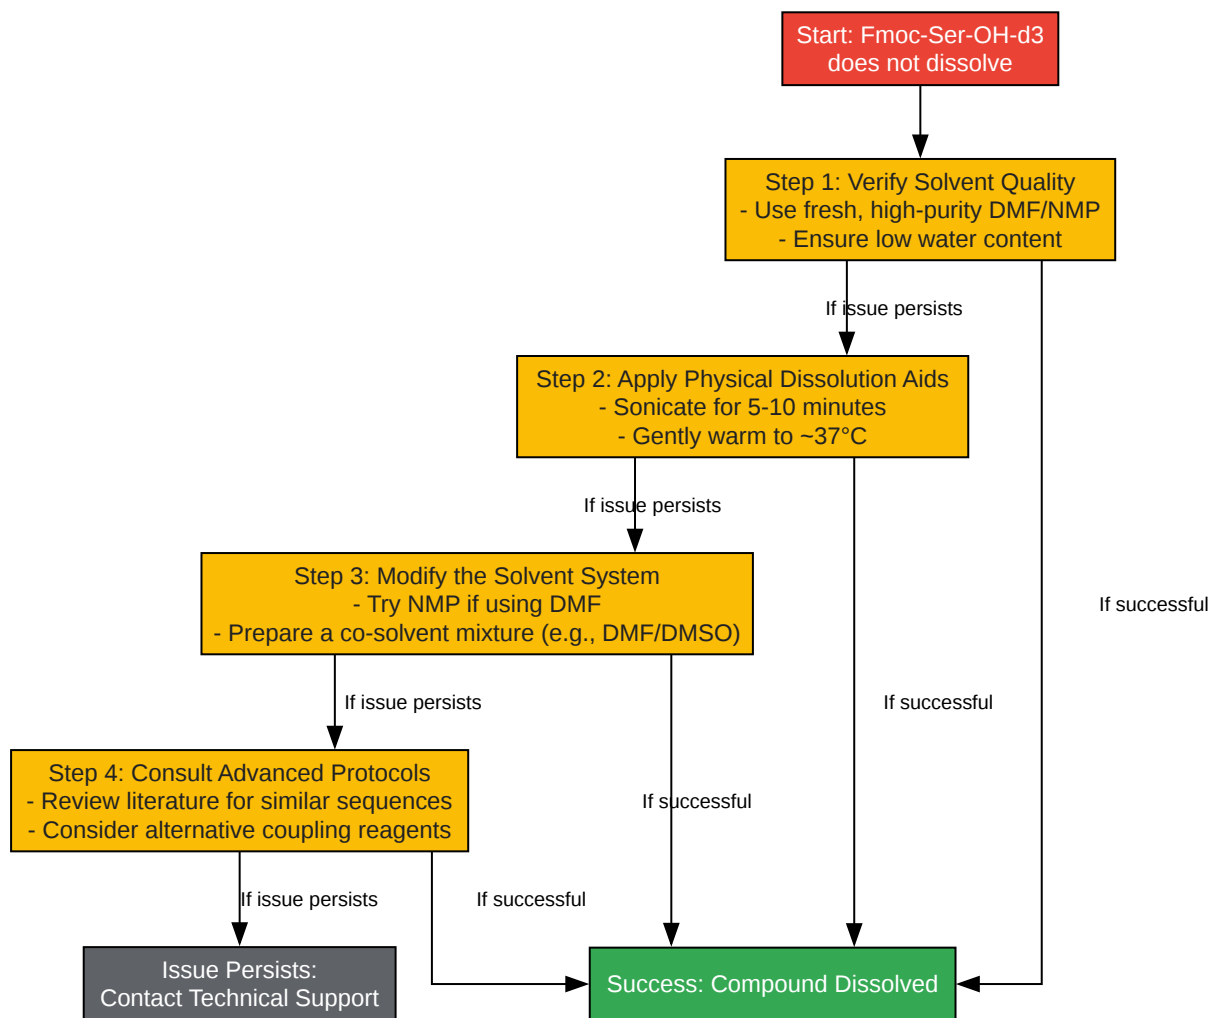 Start: Fmoc-Ser-OH-d3
does not dissolve
Step 1: Verify Solvent Quality
- Use fresh, high-purity DMF/NMP
- Ensure low water content
If issue persists
Step 2: Apply Physical Dissolution Aids
- Sonicate for 5-10 minutes
- Gently warm to ~37°C
If issue persists
Step 3: Modify the Solvent System
- Try NMP if using DMF
- Prepare a co-solvent mixture (e.g., DMF/DMSO)
If successful
If issue persists
If successful
Step 4: Consult Advanced Protocols
- Review literature for similar sequences
- Consider alternative coupling reagents
If successful
If issue persists
If successful
Issue Persists:
Contact Technical Support
Success: Compound Dissolved